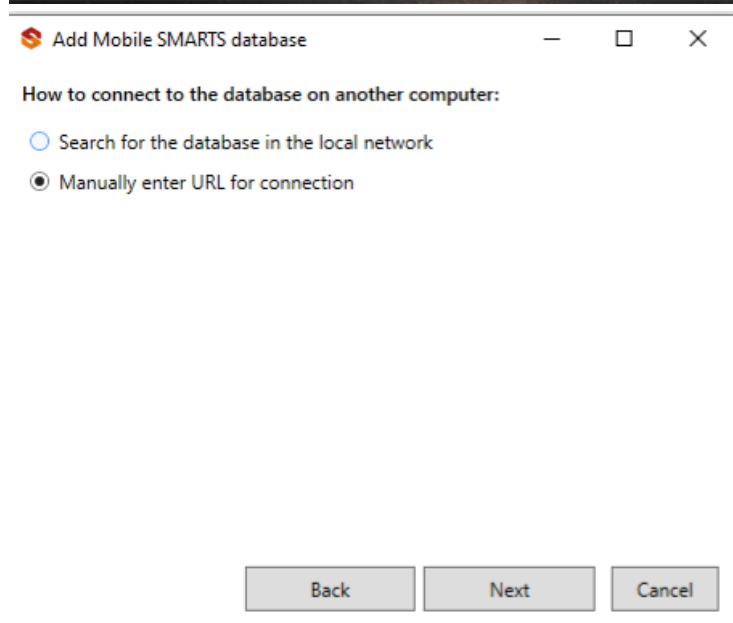 Add Mobile SMARTS database
How to connect to the database on another computer:
Search for the database in the local network
Manually enter URL for connection
Back Next Cancel